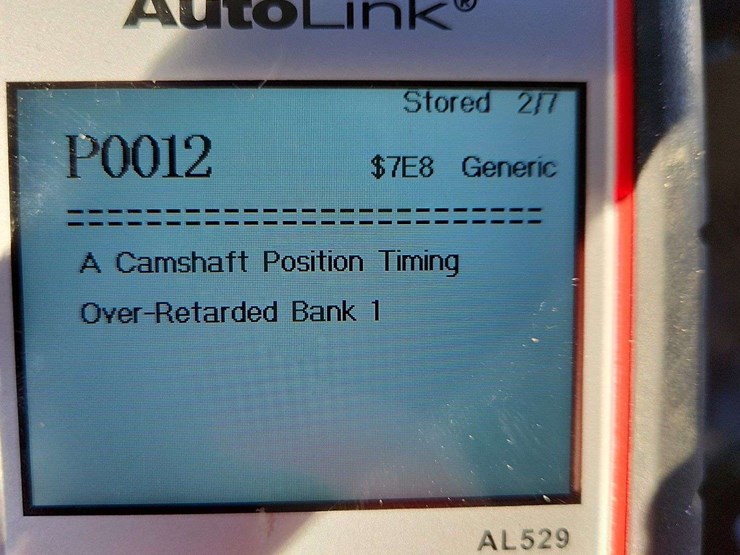 AutoLink®
Stored 2/7
P0012 $7E8 Generic
==============================
A Camshaft Position Timing
Over-Retarded Bank 1
AL529